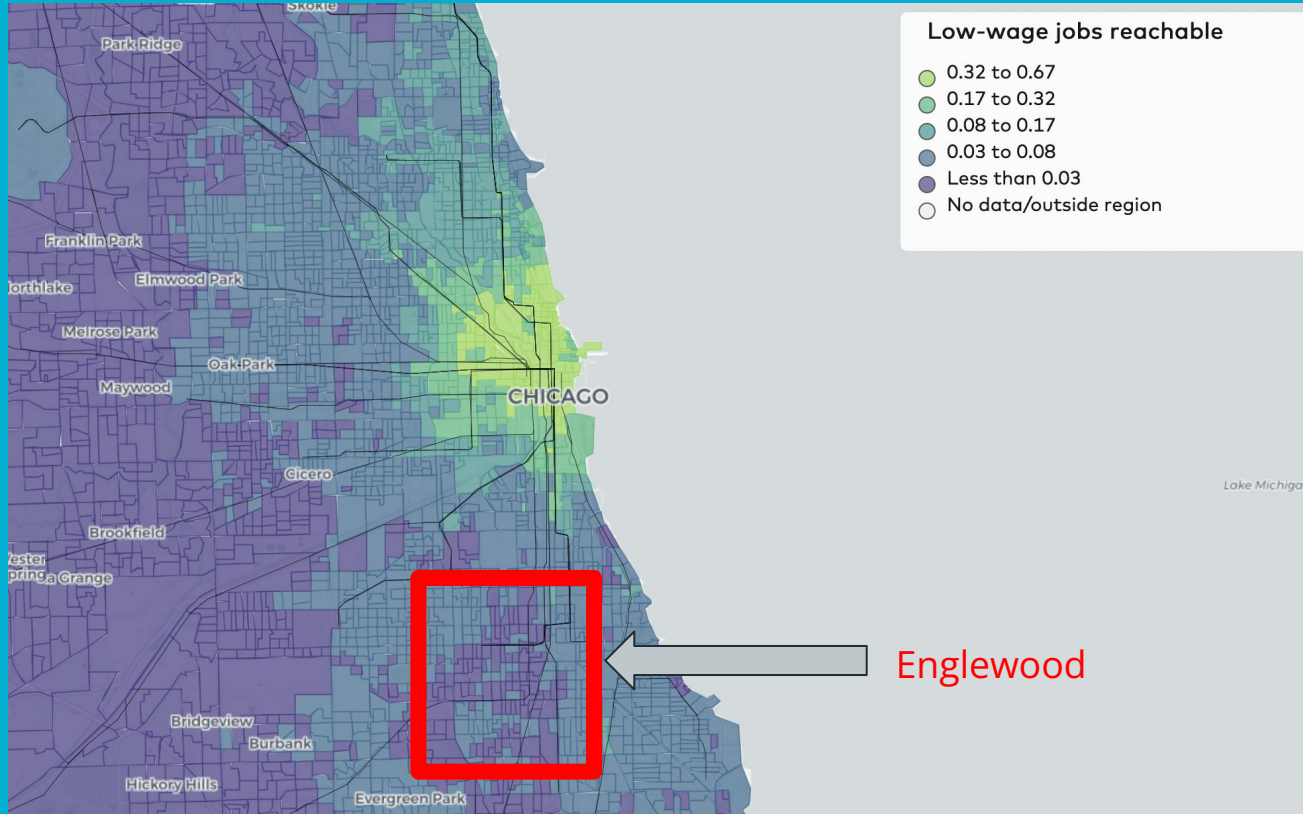 Skokie
Park Ridge
Franklin Park
Elmwood Park
orthlake
Melrose Park
Oak Park
Maywood
CHICAGO
Cicero
Brookfield
ester
pring
a Grange
Bridgeview
Burbank
Hickory Hills
Evergreen Park
Low-wage jobs reachable
0.32 to 0.67
0.17 to 0.32
0.08 to 0.17
0.03 to 0.08
Less than 0.03
No data/outside region
Lake Michiga
Englewood